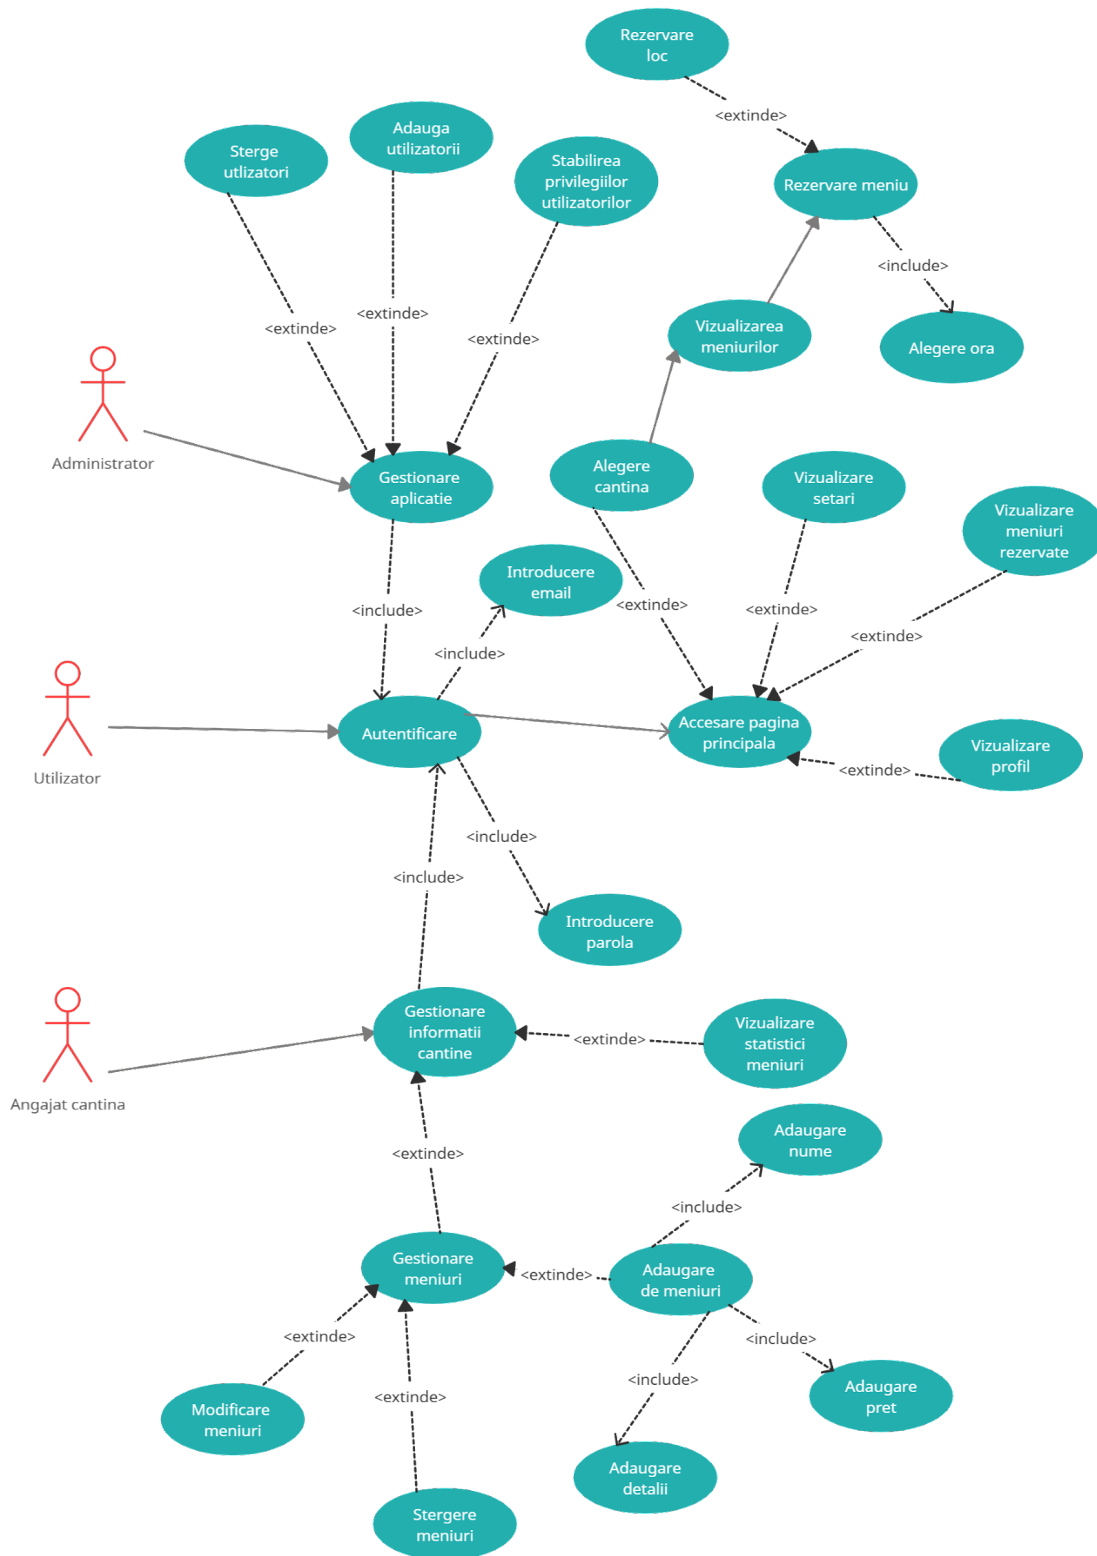 Rezervare
loc
<extinde>
Sterge
utlizatori
Adauga
utilizatorii
Stabilirea
privilegiilor
utilizatorilor
Rezervare meniu
<include>
<extinde>
<extinde>
<extinde>
Vizualizarea
meniurilor
Alegere ora
Administrator
Gestionare
aplicatie
Alegere
cantina
Vizualizare
setari
Vizualizare
meniuri
rezervate
Introducere
email
<include>
<extinde>
<extinde>
<extinde>
<include>
Utilizator
Autentificare
Accesare pagina
principala
Vizualizare
profil
<extinde>
<include>
<include>
Introducere
parola
Angajat cantina
Gestionare
informatii
cantine
<extinde>
Vizualizare
statistici
meniuri
<extinde>
Adaugare
nume
<include>
Gestionare
meniuri
<extinde>
Adaugare
de meniuri
<extinde>
<include>
<include>
<extinde>
Modificare
meniuri
Adaugare
pret
Adaugare
detalii
Stergere
meniuri